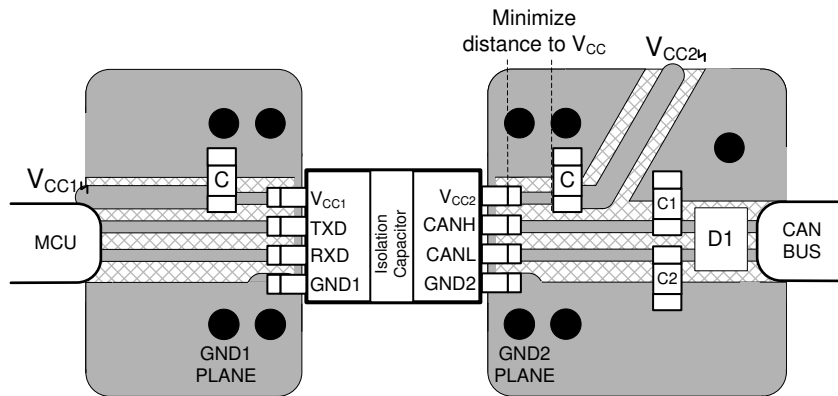 Minimize
distance to VCC
VCC2
VCC1
C
C
VCC1
VCC2
C1
MCU
TXD
CANH
D1
CAN
BUS
Isolation
Capacitor
RXD
CANL
C2
GND1
GND2
GND1
PLANE
GND2
PLANE